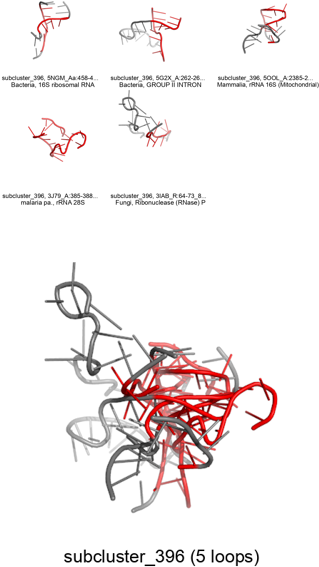 subcluster_396, 5NGM_Aa:458-4...
Bacteria, 16S ribosomal RNA
subcluster_396, 5G2X_A:262-26...
Bacteria, GROUP II INTRON
subcluster_396, 5OOL_A:2385-2...
Mammalia, rRNA 16S (Mitochondrial)
subcluster_396, 3J79_A:385-388...
malaria pa., rRNA 28S
subcluster_396, 3IAB_R:64-73_8...
Fungi, Ribonuclease (RNase) P
subcluster_396 (5 loops)